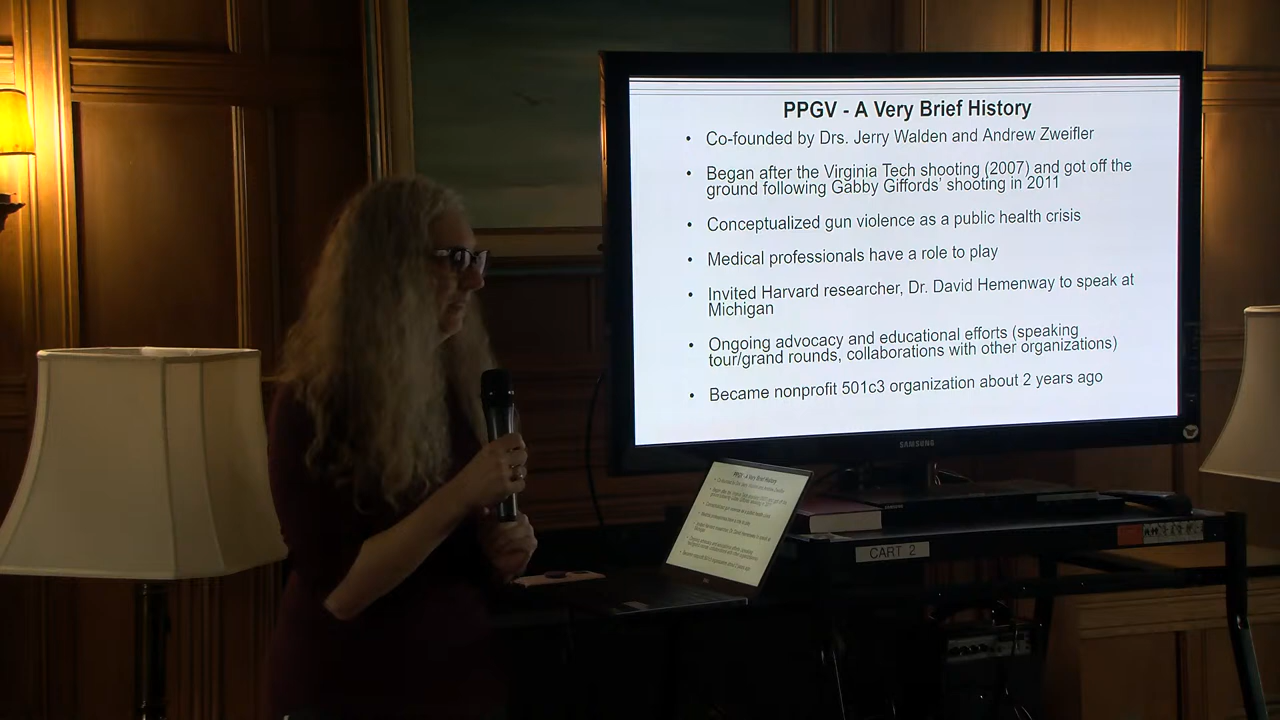 PPGV - A Very Brief History
• Co-founded by Drs. Jerry Walden and Andrew Zweifler
• Began after the Virginia Tech shooting (2007) and got off the
ground following Gabby Giffords' shooting in 2011
• Conceptualized gun violence as a public health crisis
• Medical professionals have a role to play
• Invited Harvard researcher, Dr. David Hemenway to speak at
Michigan
• Ongoing advocacy and educational efforts (speaking
tour/grand rounds, collaborations with other organizations)
• Became nonprofit 501c3 organization about 2 years ago
SAMSUNG
PPGV - A Very Brief History
CART 2